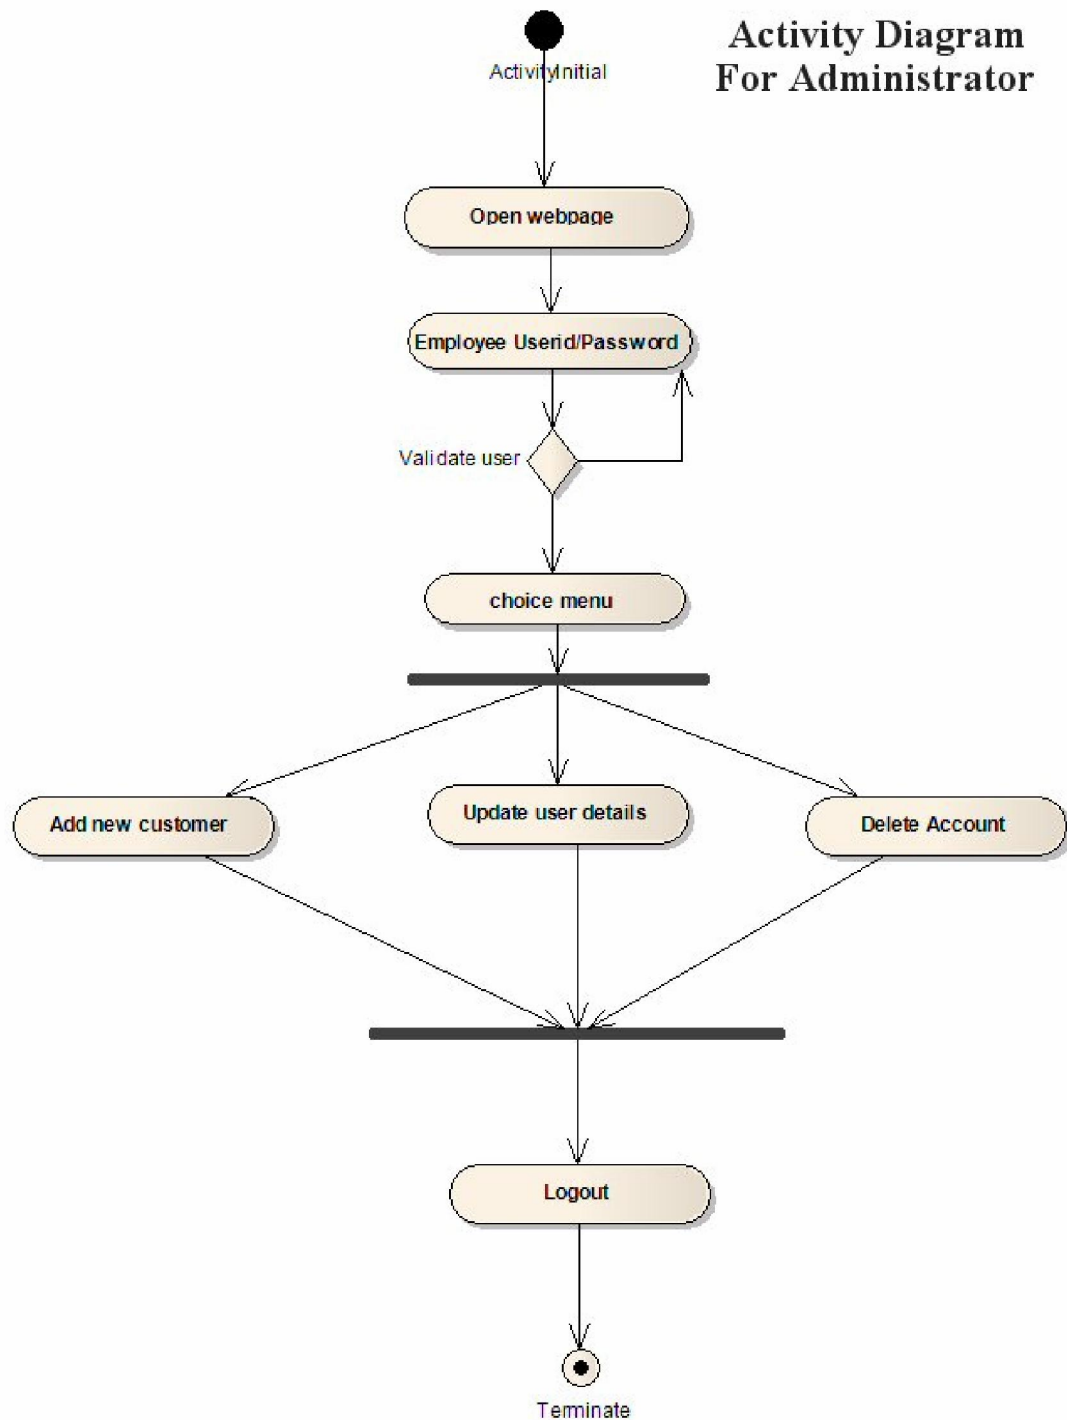 Activity Diagram
For Administrator
ActivityInitial
Open webpage
Employee Userid/Password
Validate user
choice menu
Add new customer
Update user details
Delete Account
Logout
Terminate